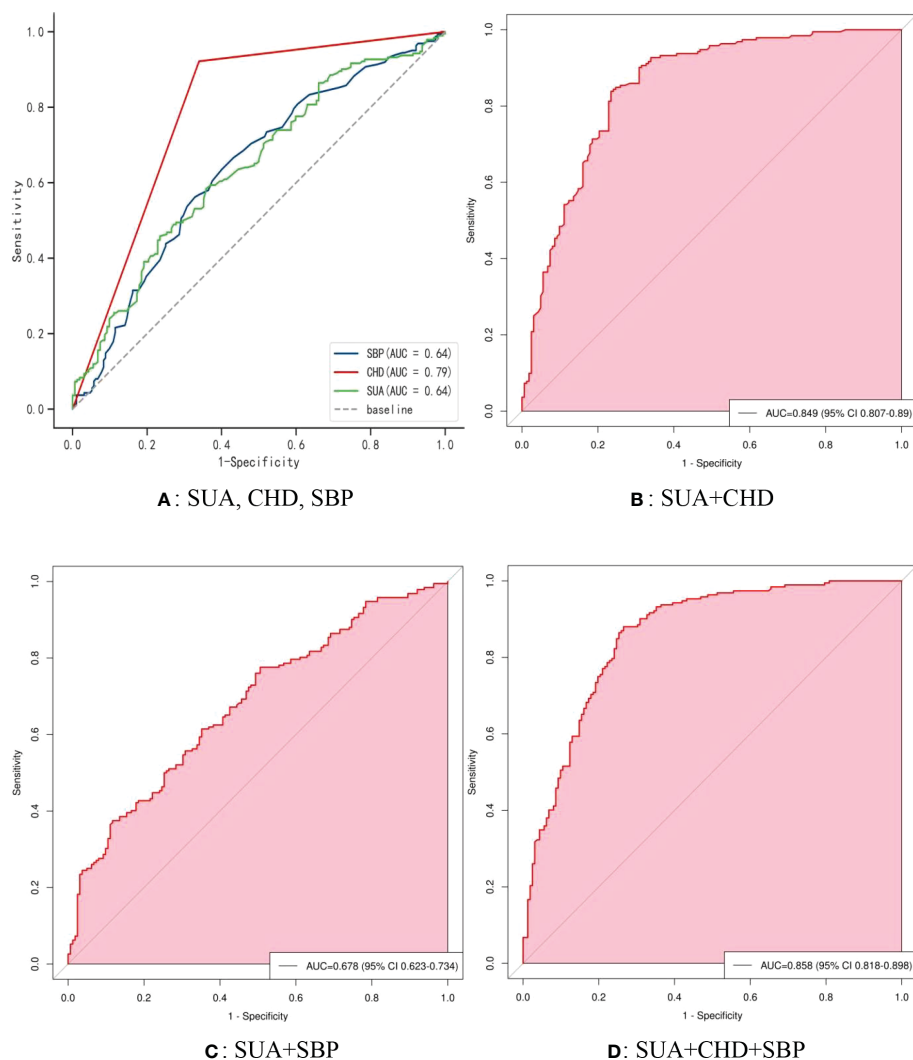 1.0
0.8
0.6
0.4
0.2
0.0
Sensitivity
SBP(AUC = 0.64)
CHD(AUC = 0.79)
SUA(AUC = 0.64)
baseline
0.0 0.2 0.4 0.6 0.8 1.0
1-Specificity
A: SUA, CHD, SBP
1.0
0.8
0.6
0.4
0.2
0.0
Sensitivity
AUC=0.849 (95% CI 0.807-0.89)
0.0 0.2 0.4 0.6 0.8 1.0
1 - Specificity
B: SUA+CHD
1.0
0.8
0.6
0.4
0.2
0.0
Sensitivity
AUC=0.678 (95% CI 0.623-0.734)
0.0 0.2 0.4 0.6 0.8 1.0
1 - Specificity
C: SUA+SBP
1.0
0.8
0.6
0.4
0.2
0.0
Sensitivity
AUC=0.858 (95% CI 0.818-0.898)
0.0 0.2 0.4 0.6 0.8 1.0
1 - Specificity
D: SUA+CHD+SBP